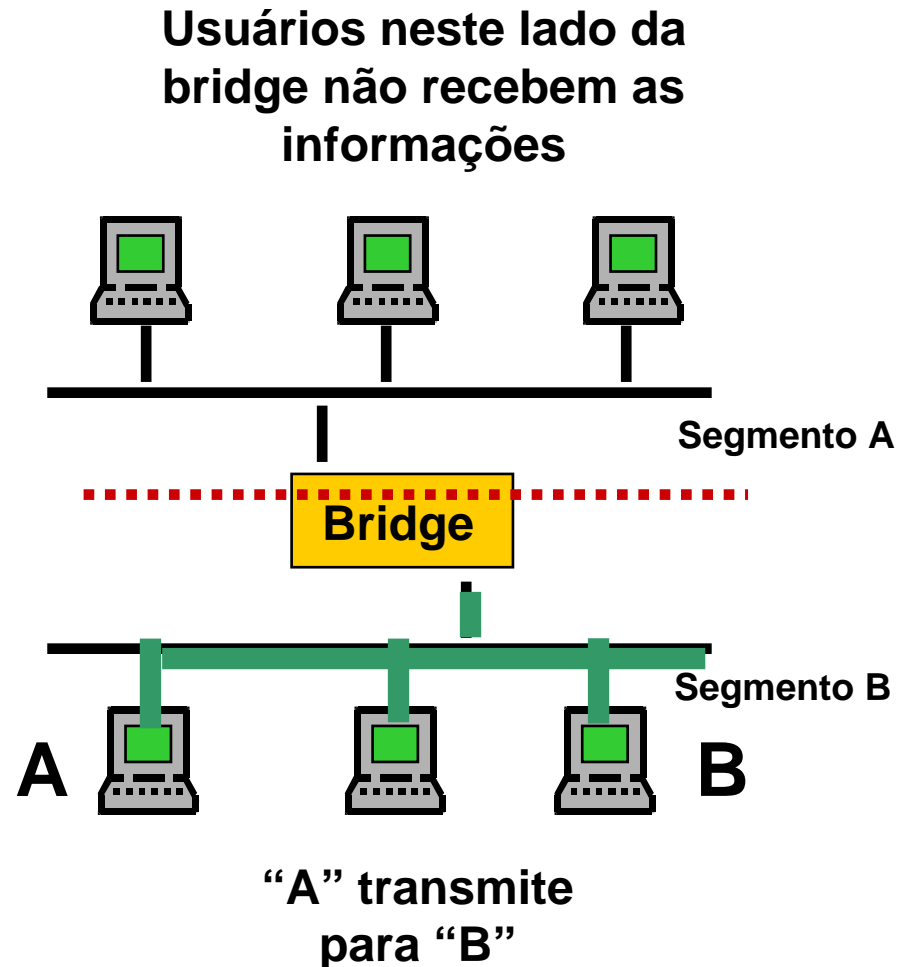 Usuários neste lado da
bridge não recebem as
informações
Segmento A
Bridge
Segmento B
A
B
“A” transmite
para “B”